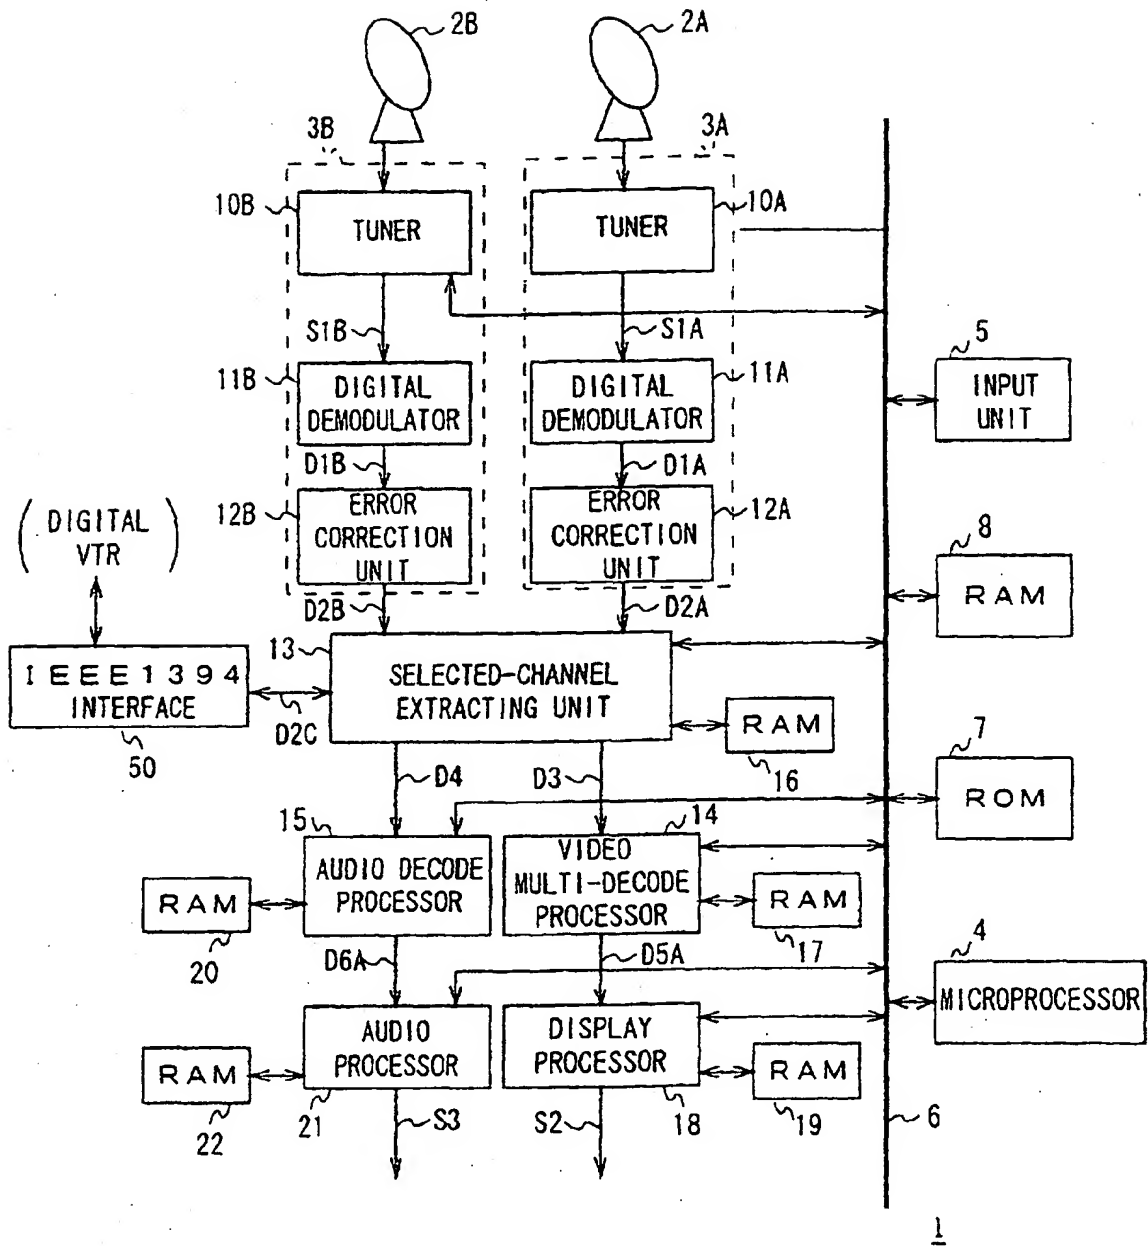 2B
2A
3B
3A
10B
TUNER
TUNER
10A
S1B
S1A
5
11B
DIGITAL
DEMODULATOR
DIGITAL
DEMODULATOR
11A
INPUT
UNIT
D1B
D1A
(DIGITAL
VTR)
12B
ERROR
CORRECTION
UNIT
ERROR
CORRECTION
UNIT
12A
8
RAM
D2B
D2A
13
IEEE1394
INTERFACE
SELECTED-CHANNEL
EXTRACTING UNIT
D2C
50
RAM
16
7
ROM
D4
D3
15
14
AUDIO DECODE
PROCESSOR
VIDEO
MULTI-DECODE
PROCESSOR
RAM
20
RAM
17
4
MICROPROCESSOR
D6A
D5A
AUDIO
PROCESSOR
DISPLAY
PROCESSOR
RAM
22
RAM
19
21
S3
S2
18
6
1